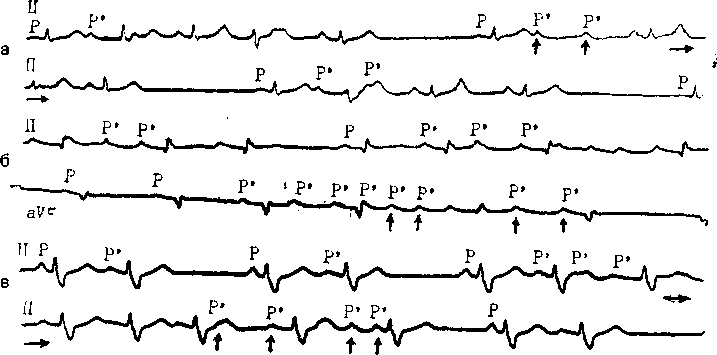 II
P P' P P' P'
а
II
P P' P' P
II P' P' P P' P' P'
б
P P P' P' P' P' P' P' P' P'
aVF
II P P' P P' P P' P' P'
в
II P' P' P' P' P